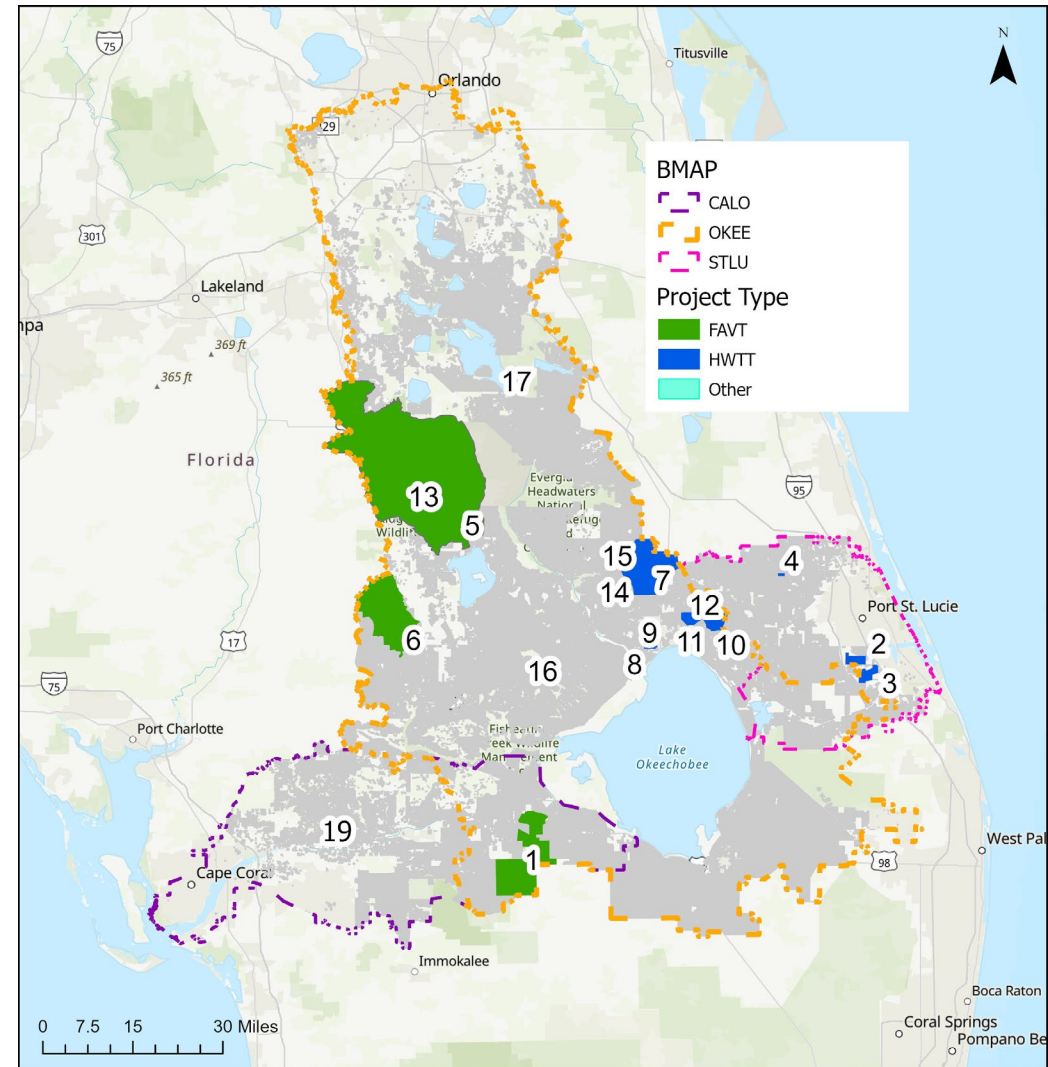 N
75
Titusville
Orlando
29
BMAP
CALO
OKEE
STLU
Project Type
FAVT
HWTT
Other
301
Lakeland
npa
369 ft
365 ft
17
Florida
Headwaters
National
13
5
95
15
7
14
4
12
Port St. Lucie
6
17
9
11
10
2
16
8
3
75
Port Charlotte
Lake
Okeechobee
19
1
98
West Pal
Cape Cora
Immokalee
Boca Raton
Coral Springs
Pompano Be
0 7.5 15 30 Miles